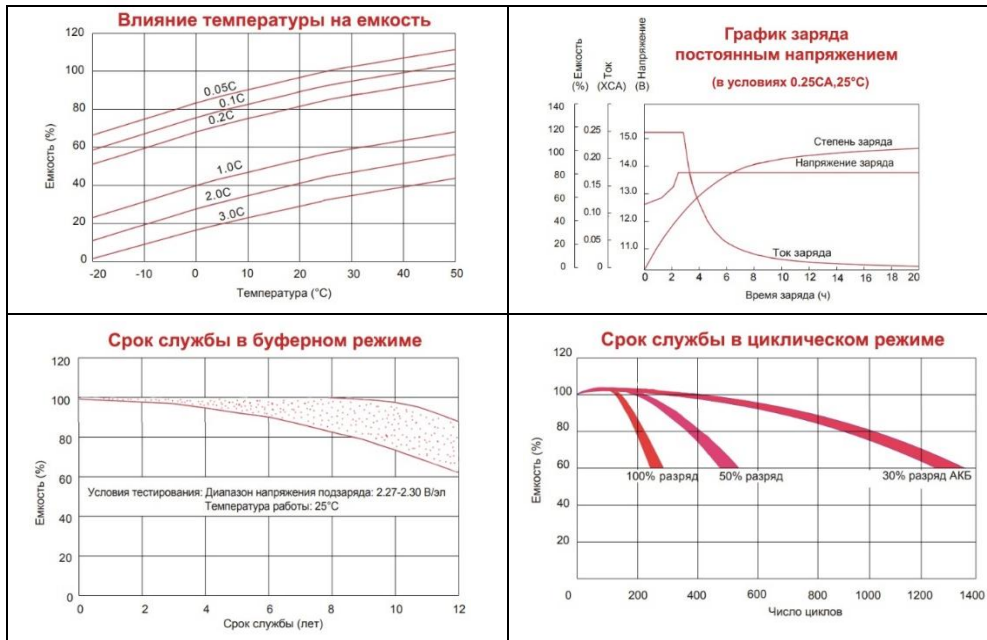 Влияние температуры на емкость
120
100
80
60
40
20
0
Емкость (%)
0.05C
0.1C
0.2C
1.0C
2.0C
3.0C
-20 -10 0 10 20 30 40 50
Температура (°C)
График заряда
постоянным напряжением
(в условиях 0.25CA,25°C)
Емкость
(%)
Ток
(XCA)
Напряжение
(В)
140
120
100
80
60
40
20
0
0.25
0.20
0.15
0.10
0.05
0
15.0
14.0
13.0
12.0
11.0
Степень заряда
Напряжение заряда
Ток заряда
0 2 4 6 8 10 12 14 16 18 20
Время заряда (ч)
Срок службы в буферном режиме
120
100
80
60
40
20
0
Емкость (%)
Условия тестирования: Диапазон напряжения подзаряда: 2.27-2.30 В/эл
Температура работы: 25°C
0 2 4 6 8 10 12
Срок службы (лет)
Срок службы в циклическом режиме
120
100
80
60
40
20
Емкость (%)
100% разряд
50% разряд
30% разряд АКБ
0 200 400 600 800 1000 1200 1400
Число циклов